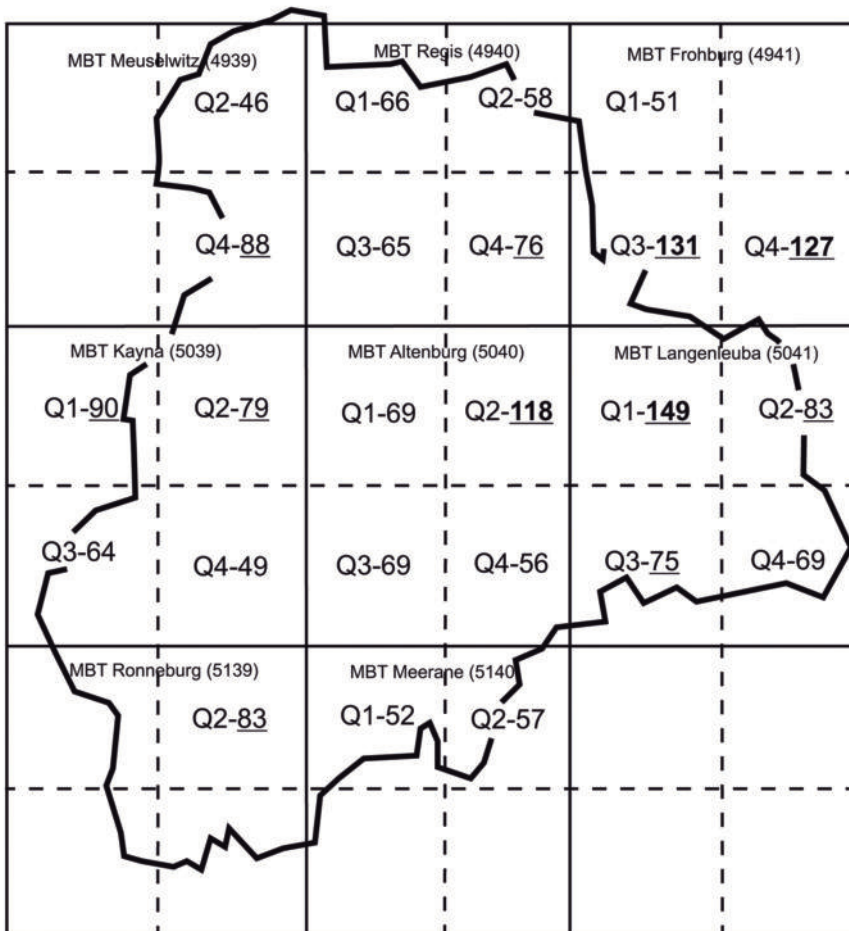 MBT Meuselwitz (4939) MBT Regis (4940) MBT Frohburg (4941)
Q2-46 Q1-66 Q2-58 Q1-51
Q4-88 Q3-65 Q4-76 Q3-131 Q4-127
MBT Kayna (5039) MBT Altenburg (5040) MBT Langenleuba (5041)
Q1-90 Q2-79 Q1-69 Q2-118 Q1-149 Q2-83
Q3-64 Q4-49 Q3-69 Q4-56 Q3-75 Q4-69
MBT Ronneburg (5139) MBT Meerane (5140)
Q2-83 Q1-52 Q2-57